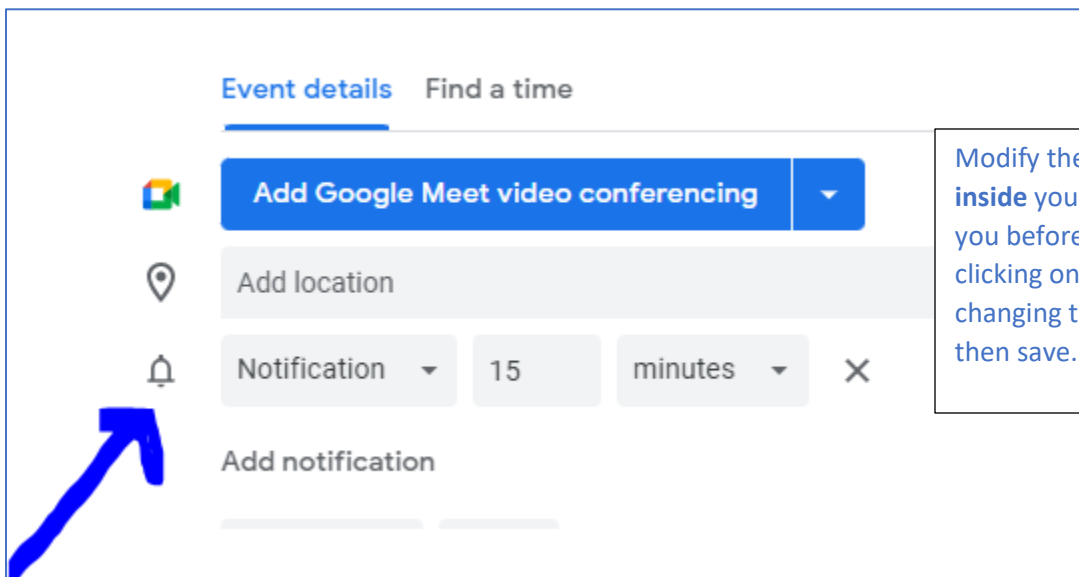 Event details Find a time
Add Google Meet video conferencing
Add location
Notification 15 minutes
Add notification
Modify the
inside you
you before
clicking on
changing t
then save.